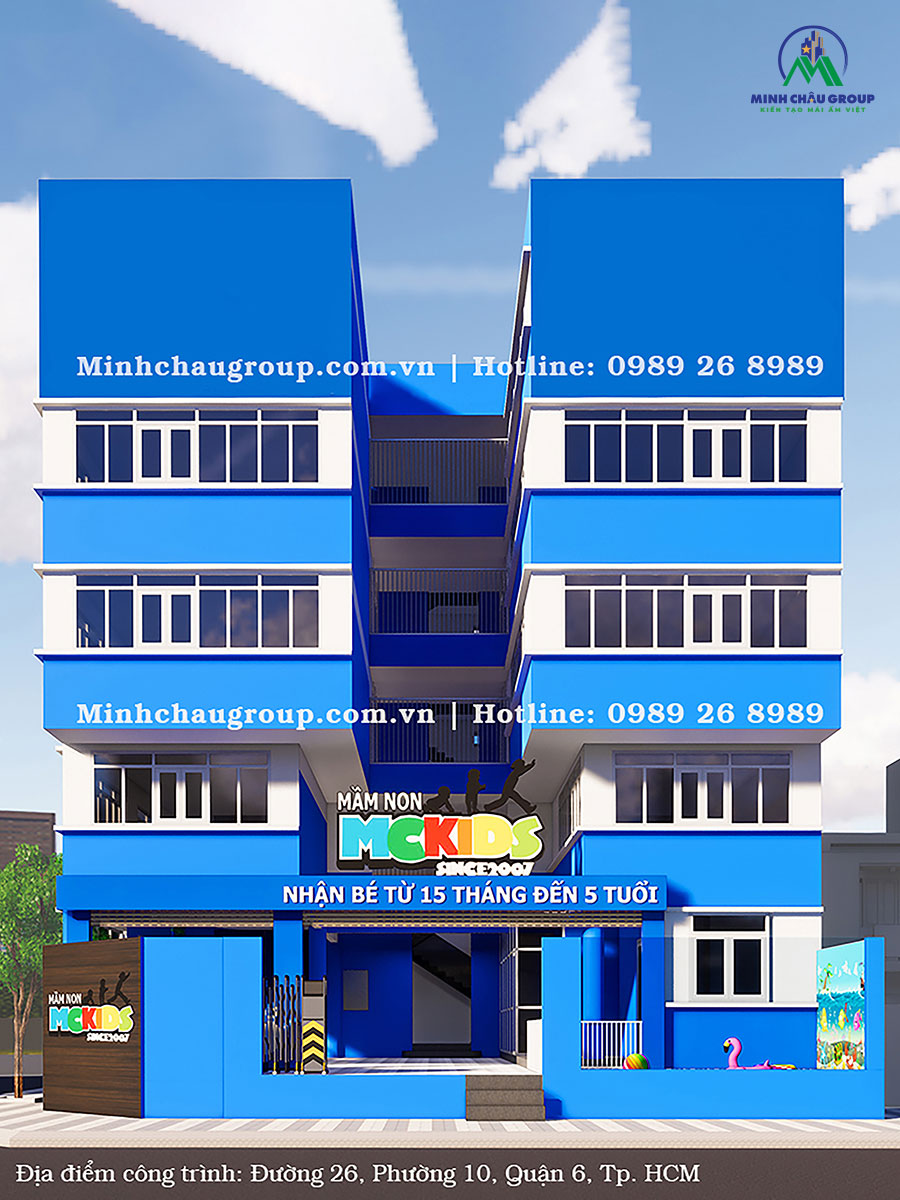 MINH CHÂU GROUP
KIẾN TẠO MÁI ẤM VIỆT
Minhchaugroup.com.vn | Hotline: 0989 26 8989
Minhchaugroup.com.vn | Hotline: 0989 26 8989
MẦM NON
MCKIDS
SINCE2007
NHẬN BÉ TỪ 15 THÁNG ĐẾN 5 TUỔI
MẦM NON
MCKIDS
SINCE2007
Địa điểm công trình: Đường 26, Phường 10, Quận 6, Tp. HCM